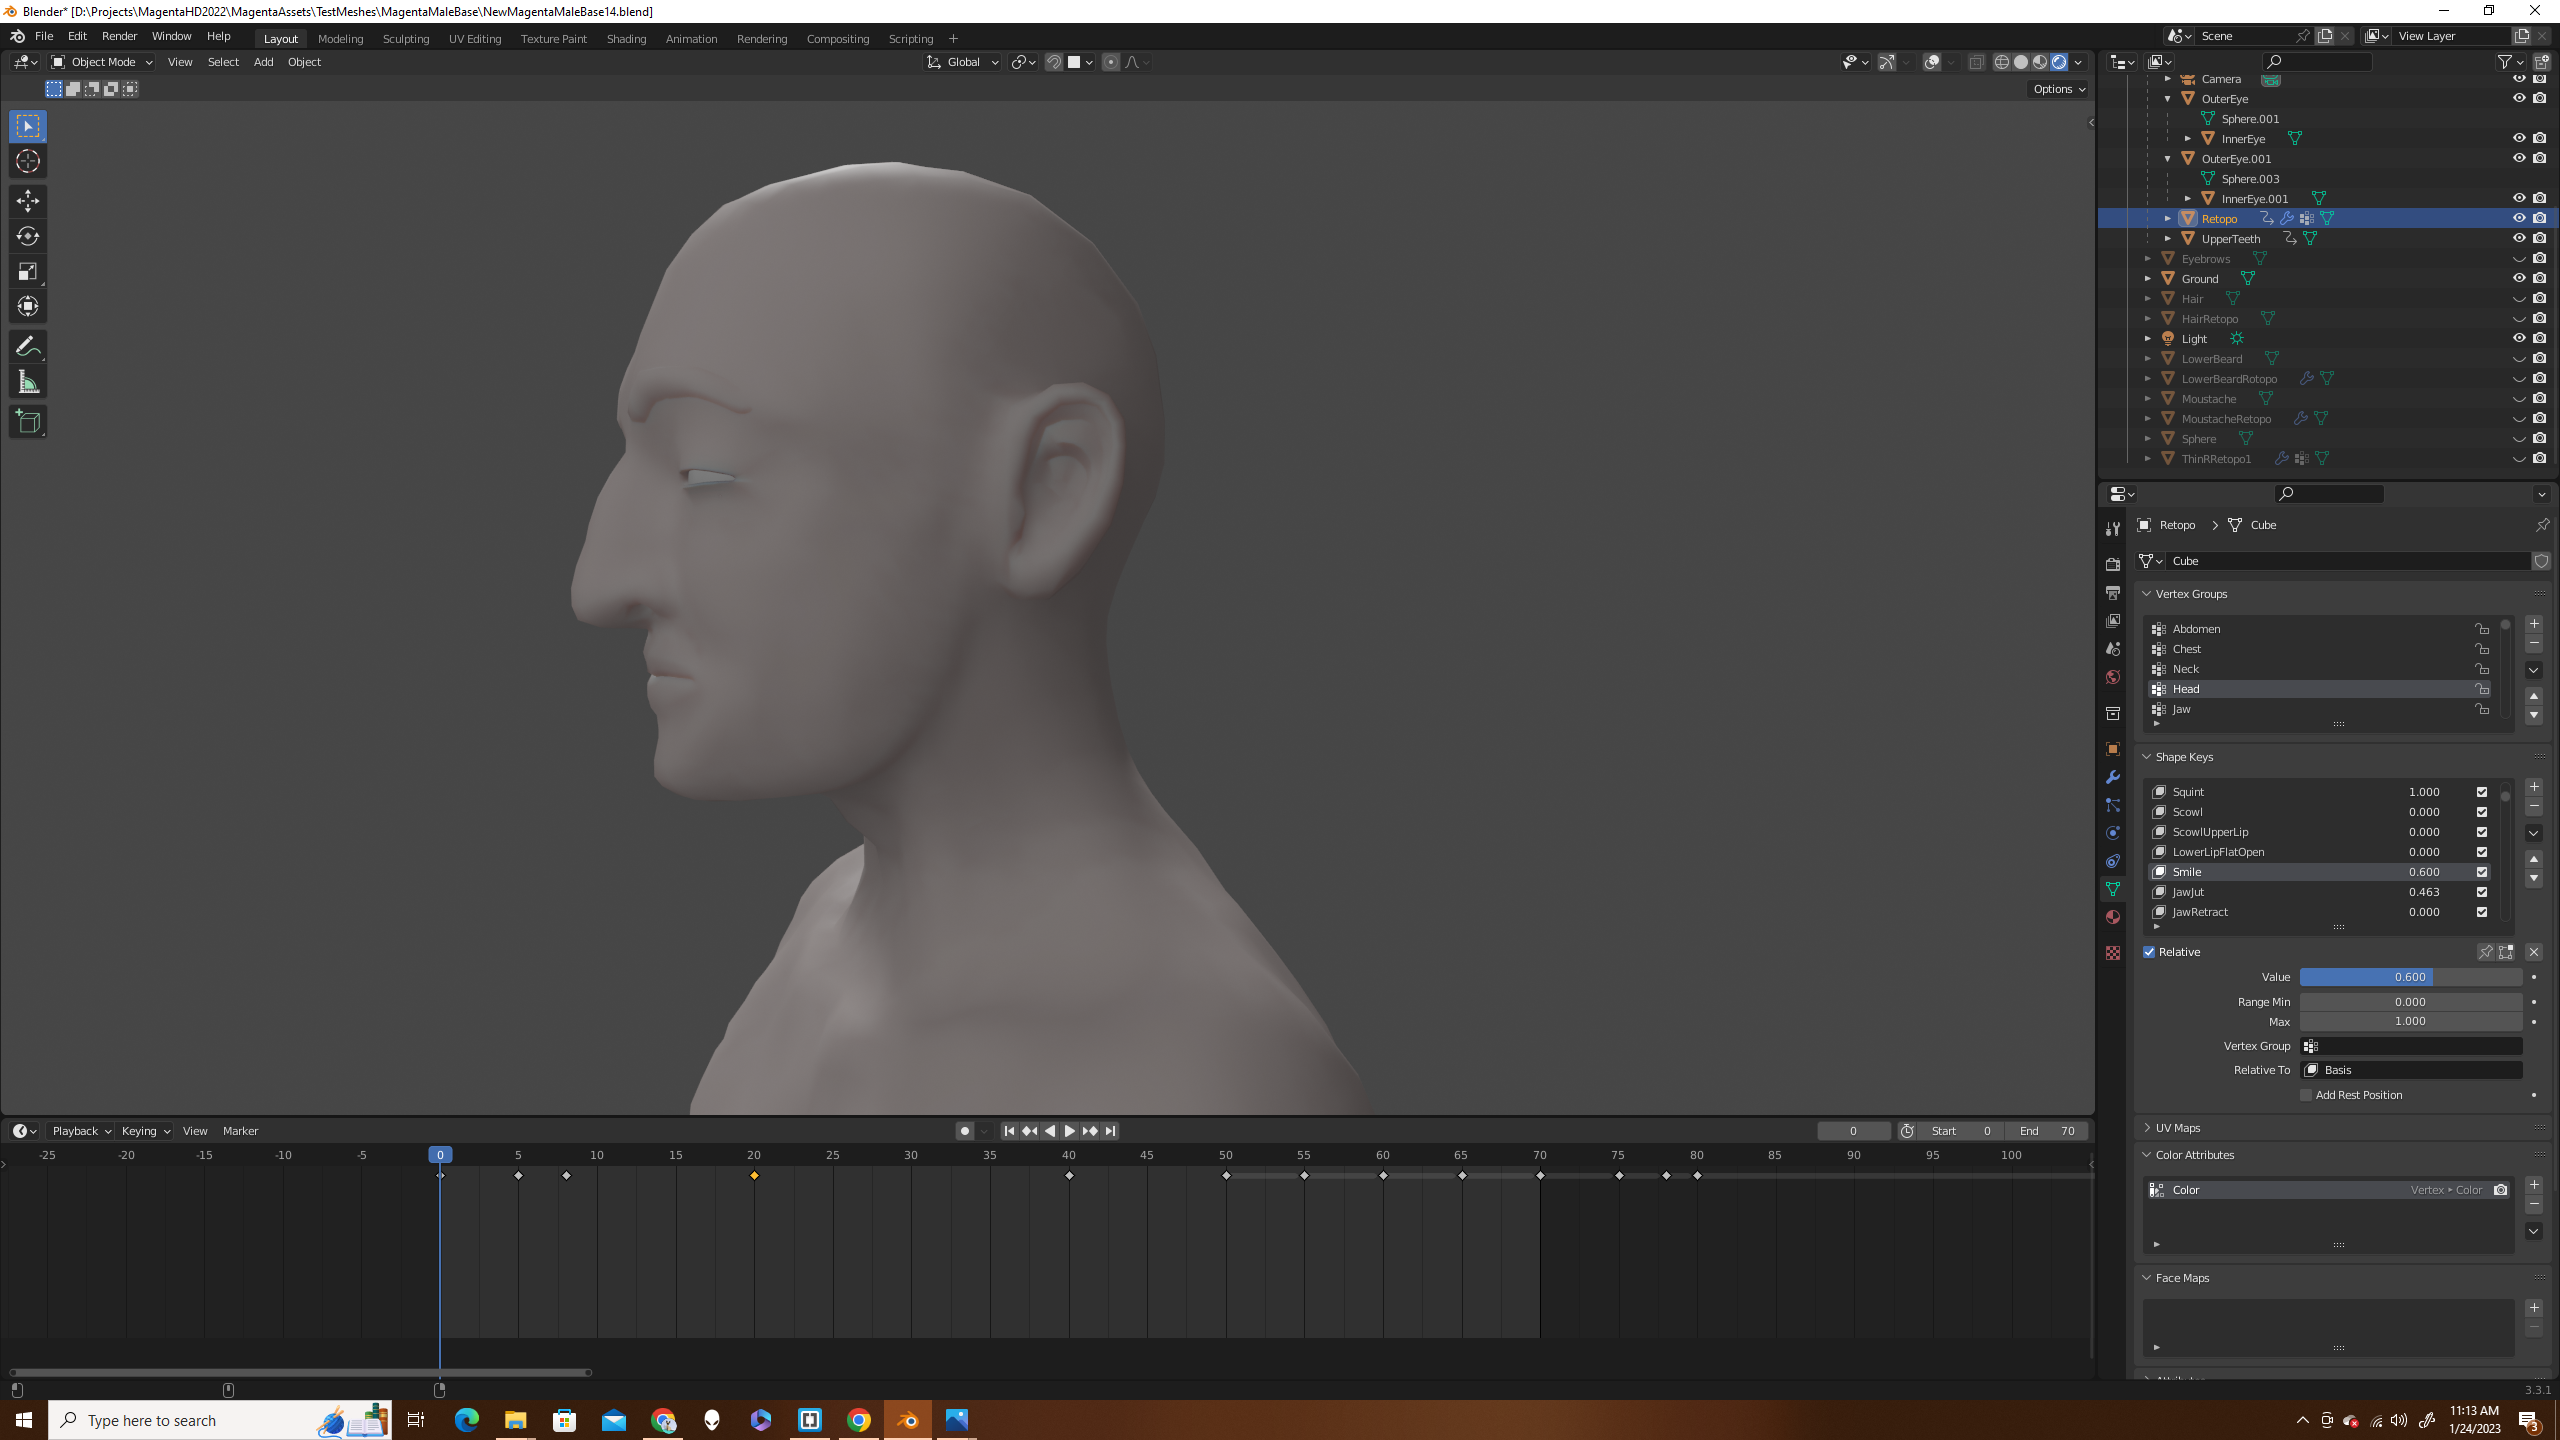 Blender* [D:\Projects\MagentaHD2022\MagentaAssets\TestMeshes\MagentaMaleBase\NewMagentaMaleBase14.blend]
File Edit Render Window Help Layout Modeling Sculpting UV Editing Texture Paint Shading Animation Rendering Compositing Scripting + Scene View Layer
Object Mode View Select Add Object Global
Options
Camera
OuterEye
Sphere.001
InnerEye
OuterEye.001
Sphere.003
InnerEye.001
Retopo
UpperTeeth
Eyebrows
Ground
Hair
HairRetopo
Light
LowerBeard
LowerBeardRotopo
Moustache
MoustacheRetopo
Sphere
ThinRRetopo1
Retopo > Cube
Cube
Vertex Groups
Abdomen
Chest
Neck
Head
Jaw
Shape Keys
Squint 1.000
Scowl 0.000
ScowlUpperLip 0.000
LowerLipFlatOpen 0.000
Smile 0.600
JawJut 0.463
JawRetract 0.000
Relative
Value 0.600
Range Min 0.000
Max 1.000
Vertex Group
Relative To Basis
Add Rest Position
UV Maps
Color Attributes
Color Vertex ▸ Color
Face Maps
Playback Keying View Marker 0 Start 0 End 70
-25 -20 -15 -10 -5 0 5 10 15 20 25 30 35 40 45 50 55 60 65 70 75 80 85 90 95 100
3.3.1
Type here to search
11:13 AM
1/24/2023
3